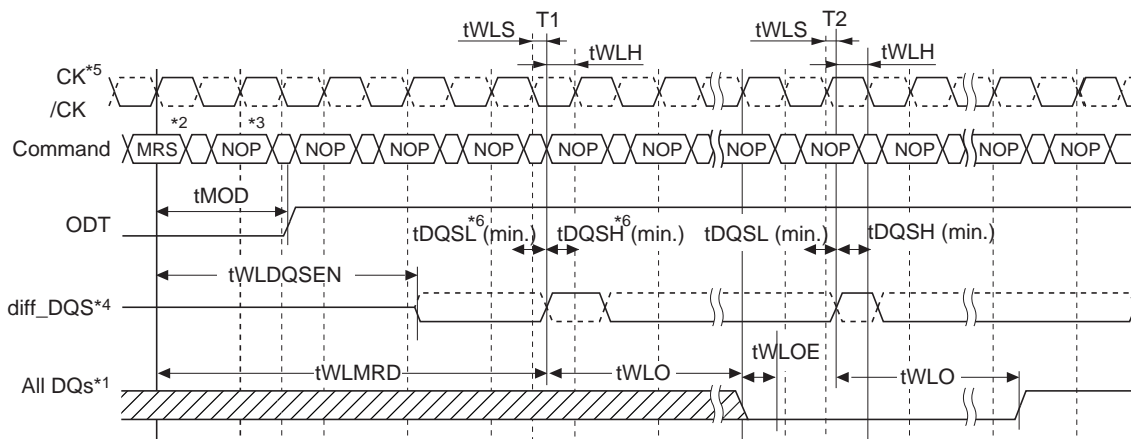 T1 T2
tWLS tWLS
tWLH tWLH
CK*5
/CK
*2 *3
Command MRS NOP NOP NOP NOP NOP NOP NOP NOP NOP NOP NOP
tMOD
ODT
tDQSL*6 (min.) tDQSH*6 (min.) tDQSL (min.) tDQSH (min.)
tWLDQSEN
diff_DQS*4
tWLOE
tWLMRD tWLO tWLO
All DQs*1